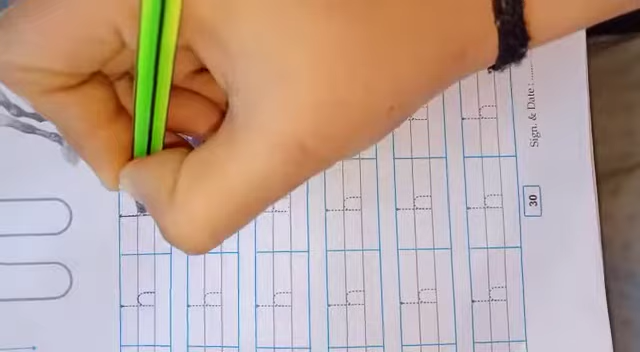 h
h
h
h h
h h h
h h h
Sign. & Date : ......
30